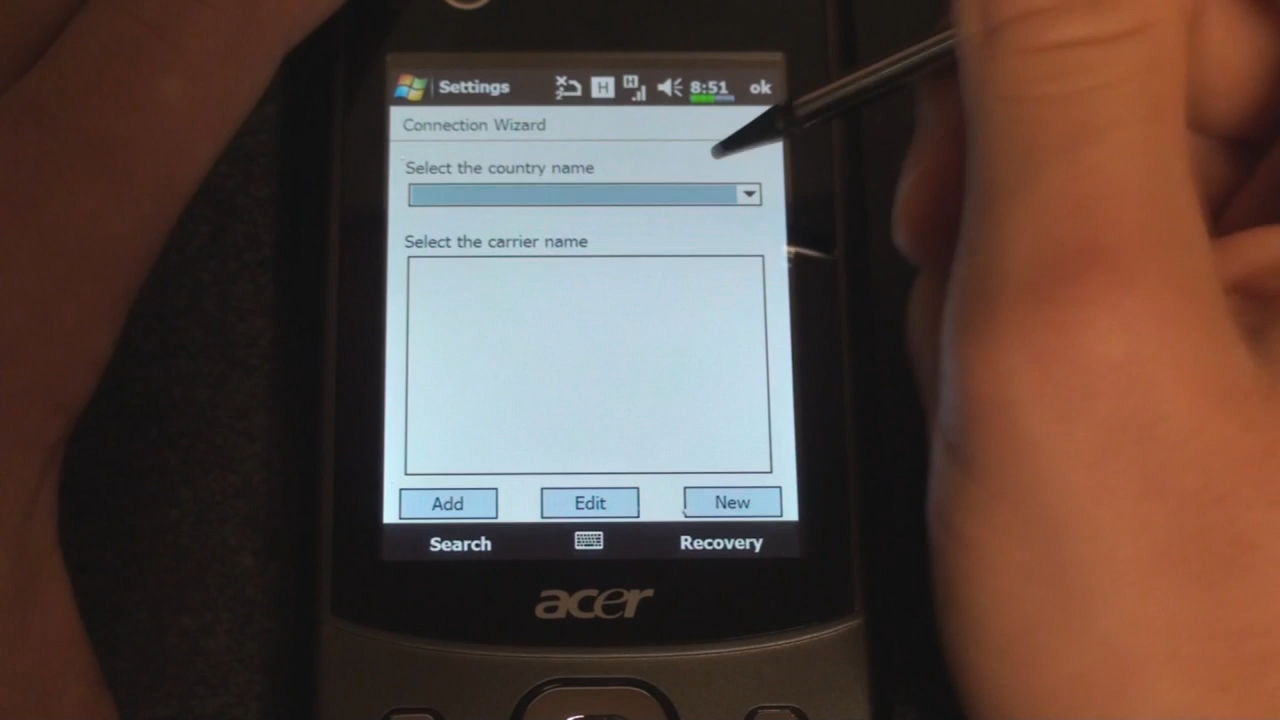 Settings H H 8:51 ok
Connection Wizard
Select the country name
Select the carrier name
Add Edit New
Search Recovery
acer